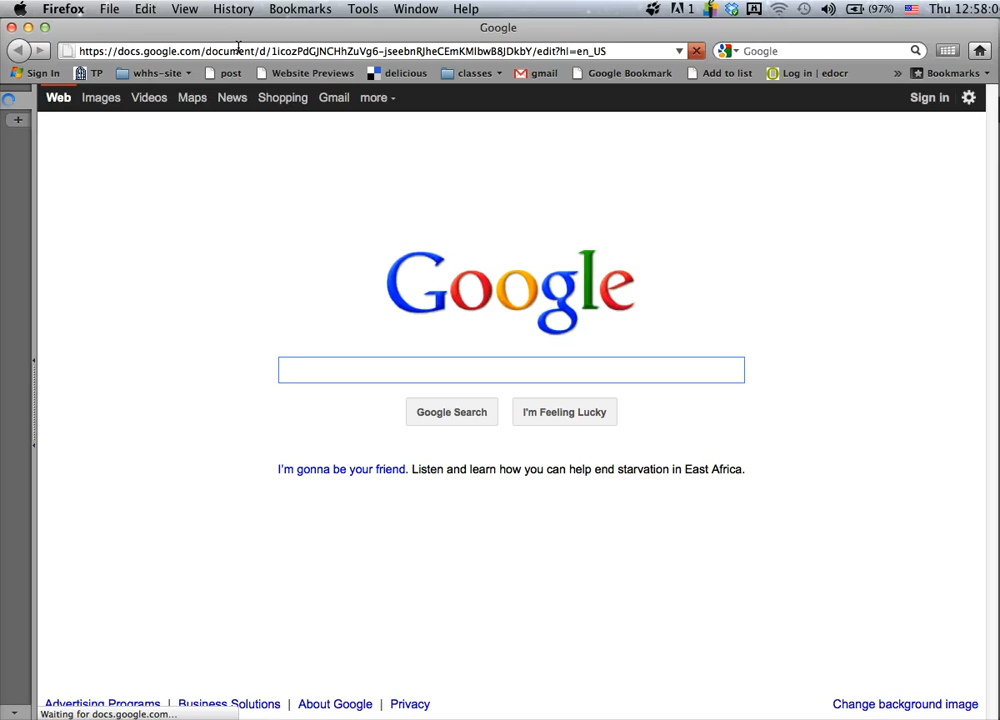 Firefox File Edit View History Bookmarks Tools Window Help 1 (97%) Thu 12:58:0
Google
https://docs.google.com/document/d/1icozPdGJNCHhZuVg6-jseebnRJheCEmKMlbwB8JDkbY/edit?hl=en_US Google
Sign In TP whhs-site post Website Previews delicious classes gmail Google Bookmark Add to list Log in | edocr » Bookmarks
Web Images Videos Maps News Shopping Gmail more Sign in
Google
Google Search I'm Feeling Lucky
I'm gonna be your friend. Listen and learn how you can help end starvation in East Africa.
Advertising Programs | Business Solutions | About Google | Privacy Change background image
Waiting for docs.google.com...